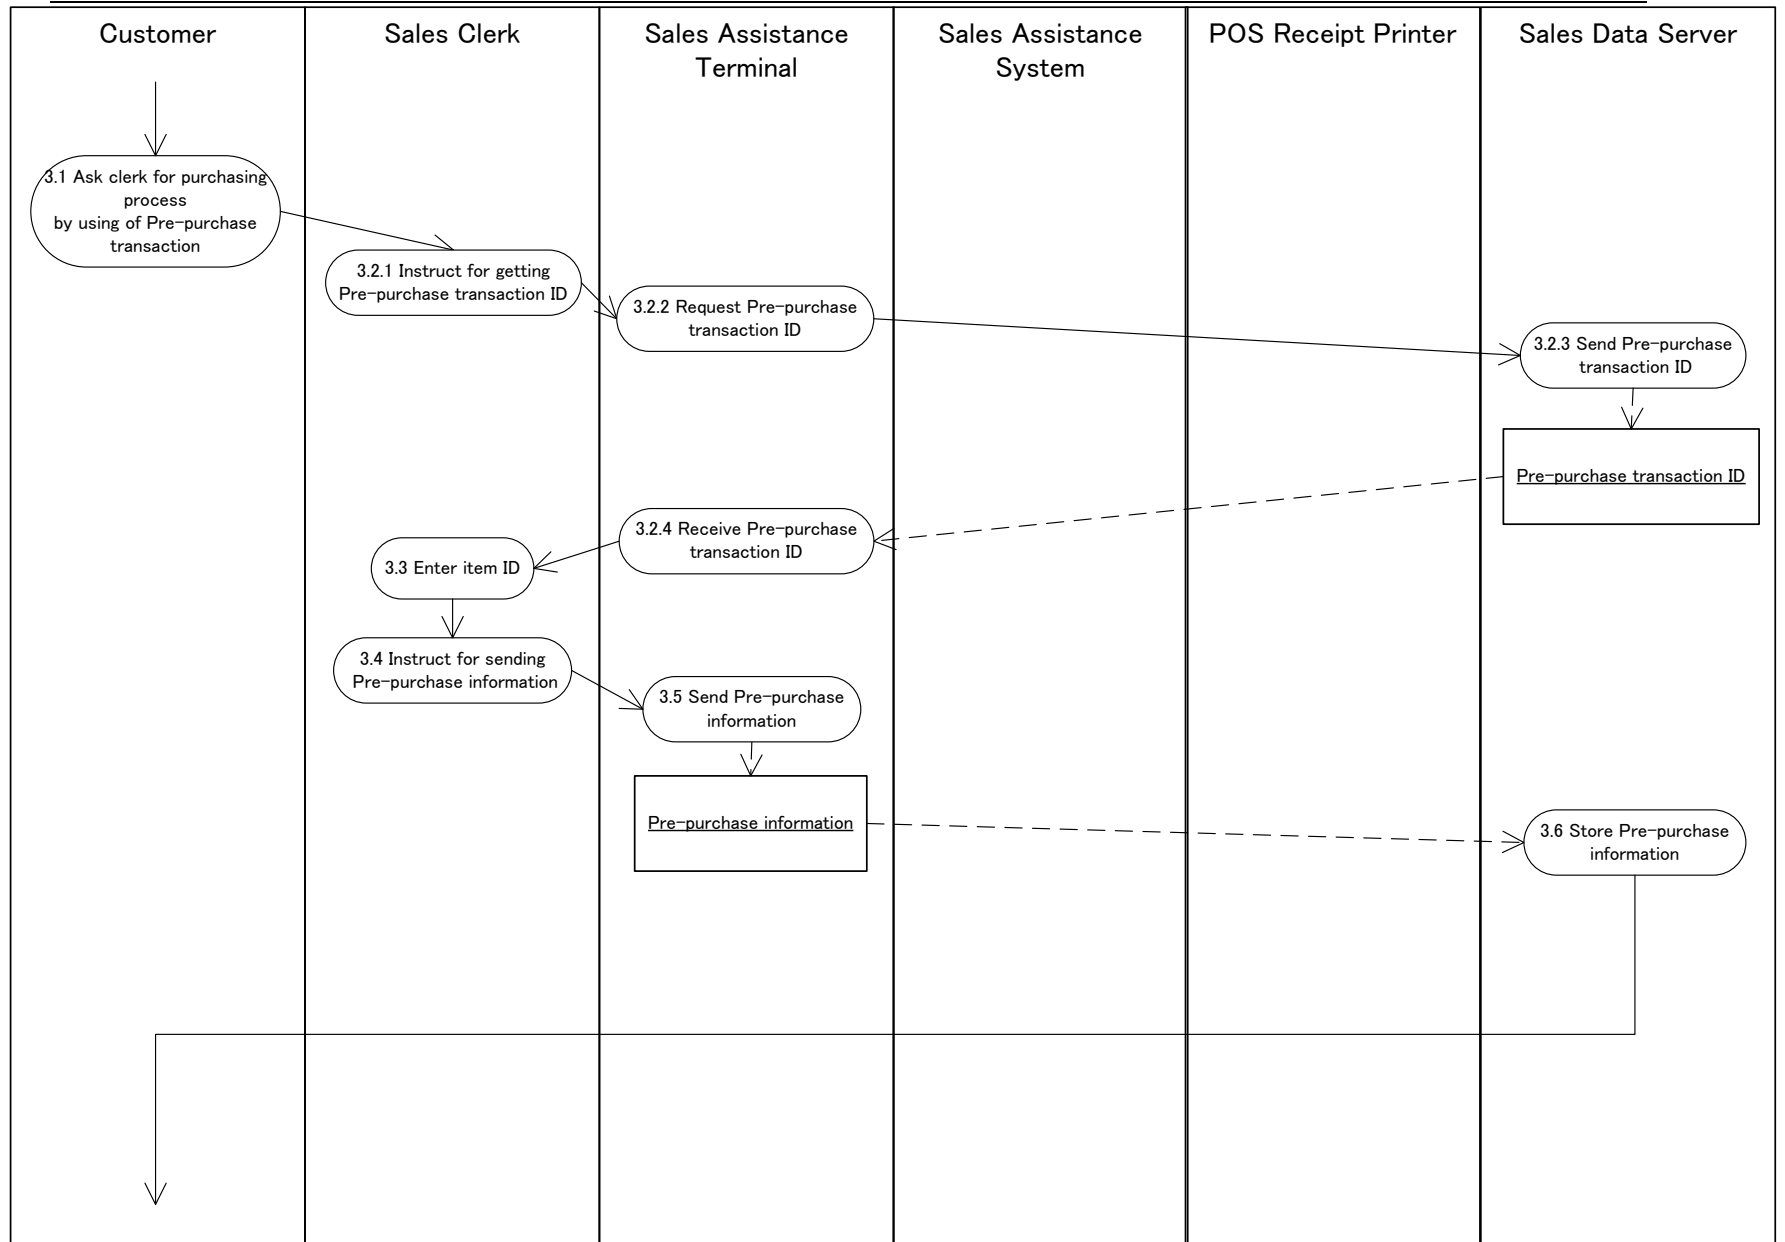 Customer
Sales Clerk
Sales Assistance
Terminal
Sales Assistance
System
POS Receipt Printer
Sales Data Server
3.1 Ask clerk for purchasing
process
by using of Pre-purchase
transaction
3.2.1 Instruct for getting
Pre-purchase transaction ID
3.2.2 Request Pre-purchase
transaction ID
3.2.3 Send Pre-purchase
transaction ID
Pre-purchase transaction ID
3.2.4 Receive Pre-purchase
transaction ID
3.3 Enter item ID
3.4 Instruct for sending
Pre-purchase information
3.5 Send Pre-purchase
information
Pre-purchase information
3.6 Store Pre-purchase
information